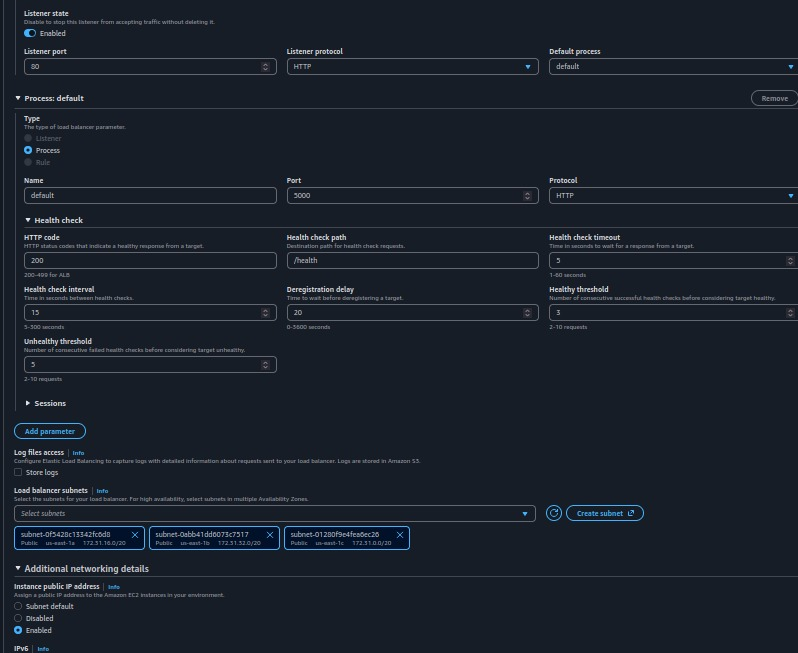 Listener state
Disable to stop this listener from accepting traffic without deleting it.
Enabled
Listener port Listener protocol Default process
80 HTTP default
Process: default Remove
Type
The type of load balancer parameter.
Listener
Process
Rule
Name Port Protocol
default 5000 HTTP
Health check
HTTP code Health check path Health check timeout
HTTP status codes that indicate a healthy response from a target. Destination path for health check requests. Time in seconds to wait for a response from a target.
200 /health 5
200-499 for ALB 1-60 seconds
Health check interval Deregistration delay Healthy threshold
Time in seconds between health checks. Time to wait before deregistering a target. Number of consecutive successful health checks before considering target healthy.
15 20 3
5-300 seconds 0-3600 seconds 2-10 requests
Unhealthy threshold
Number of consecutive failed health checks before considering target unhealthy.
5
2-10 requests
Sessions
Add parameter
Log files access Info
Configure Elastic Load Balancing to capture logs with detailed information about requests sent to your load balancer. Logs are stored in Amazon S3.
Store logs
Load balancer subnets Info
Select the subnets for your load balancer. For high availability, select subnets in multiple Availability Zones.
Select subnets Create subnet
subnet-0f5428c13342fc6d8 subnet-0abb41dd6073c7517 subnet-01280f9e4fea6ec26
Public us-east-1a 172.31.16.0/20 Public us-east-1b 172.31.32.0/20 Public us-east-1c 172.31.0.0/20
Additional networking details
Instance public IP address Info
Assign a public IP address to the Amazon EC2 instances in your environment.
Subnet default
Disabled
Enabled
IPv6 Info